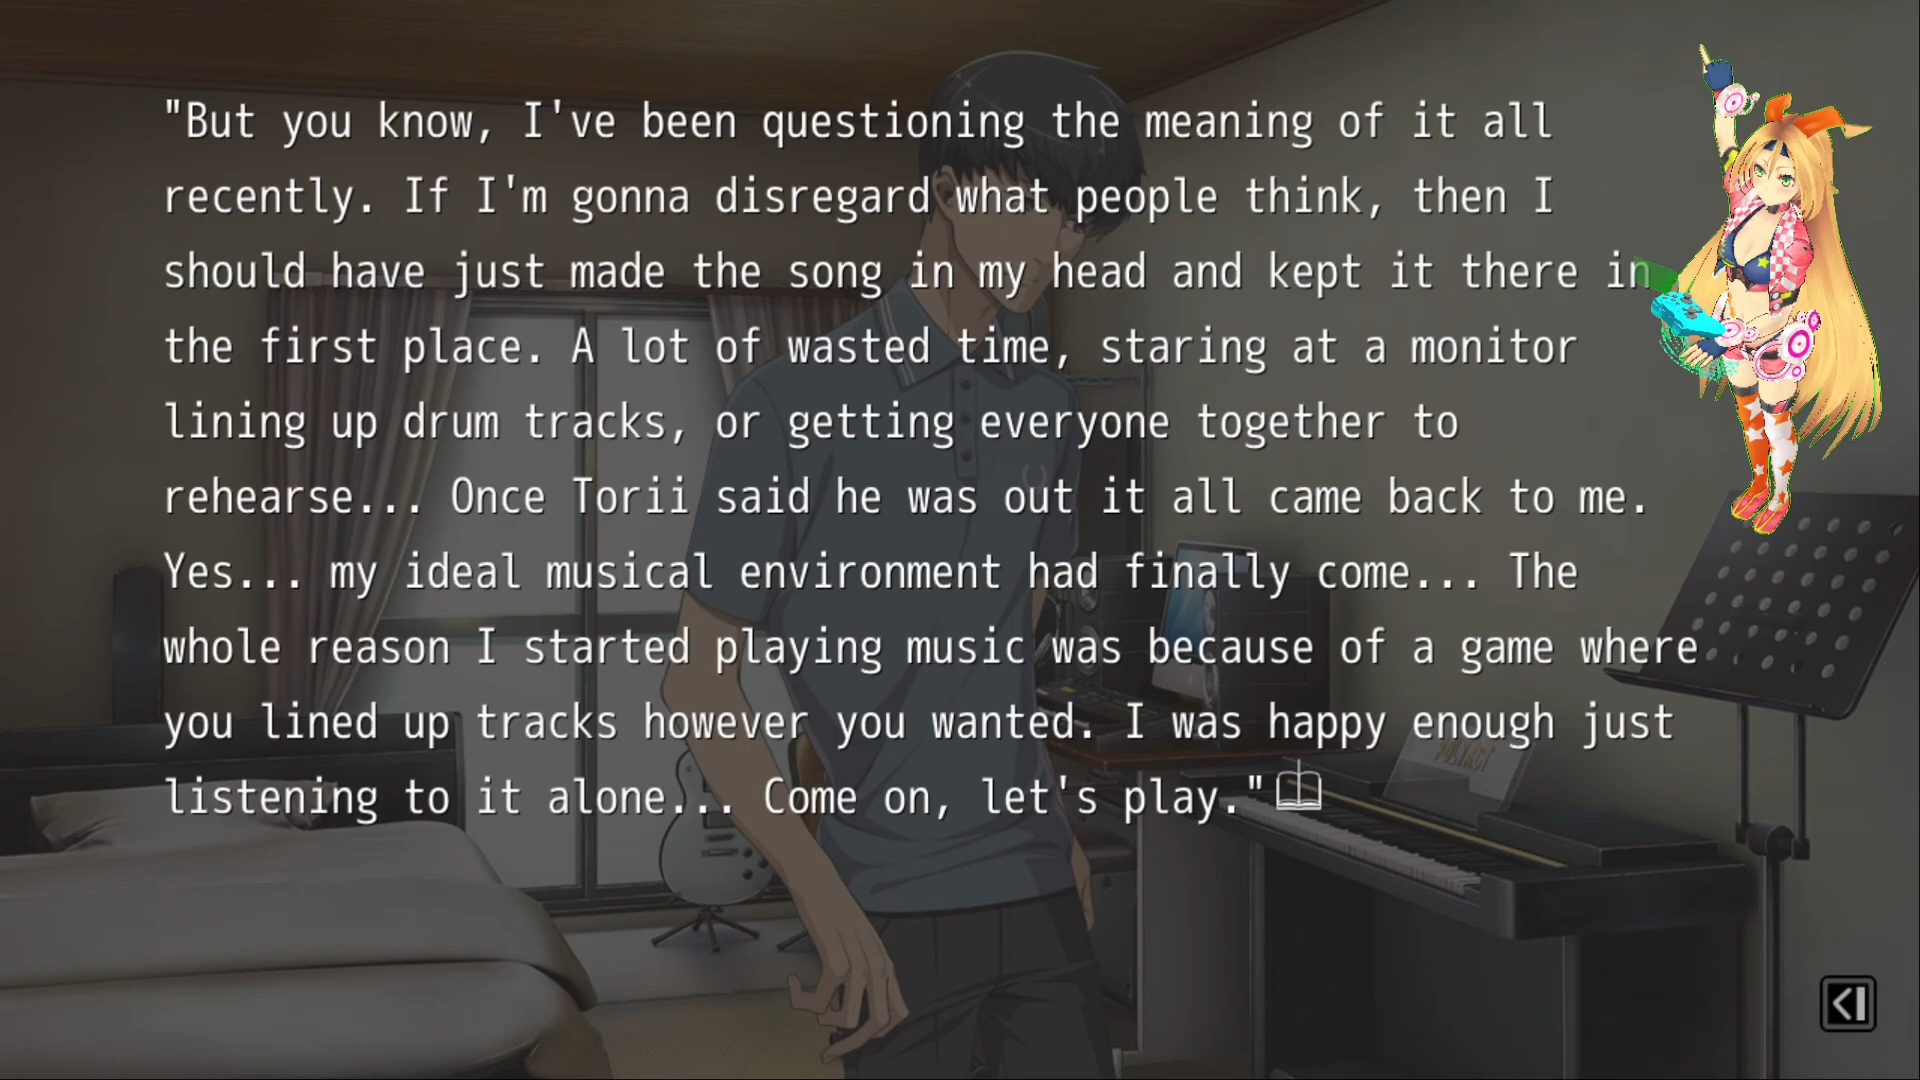 "But you know, I've been questioning the meaning of it all
recently. If I'm gonna disregard what people think, then I
should have just made the song in my head and kept it there in
the first place. A lot of wasted time, staring at a monitor
lining up drum tracks, or getting everyone together to
rehearse... Once Torii said he was out it all came back to me.
Yes... my ideal musical environment had finally come... The
whole reason I started playing music was because of a game where
you lined up tracks however you wanted. I was happy enough just
listening to it alone... Come on, let's play."